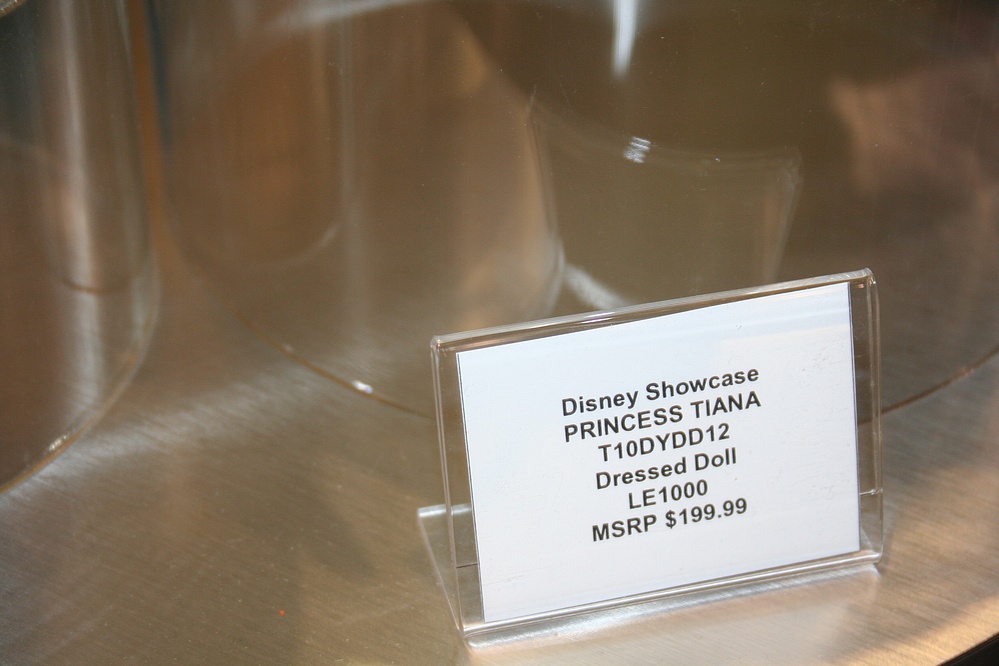 Disney Showcase
PRINCESS TIANA
T10DYDD12
Dressed Doll
LE1000
MSRP $199.99